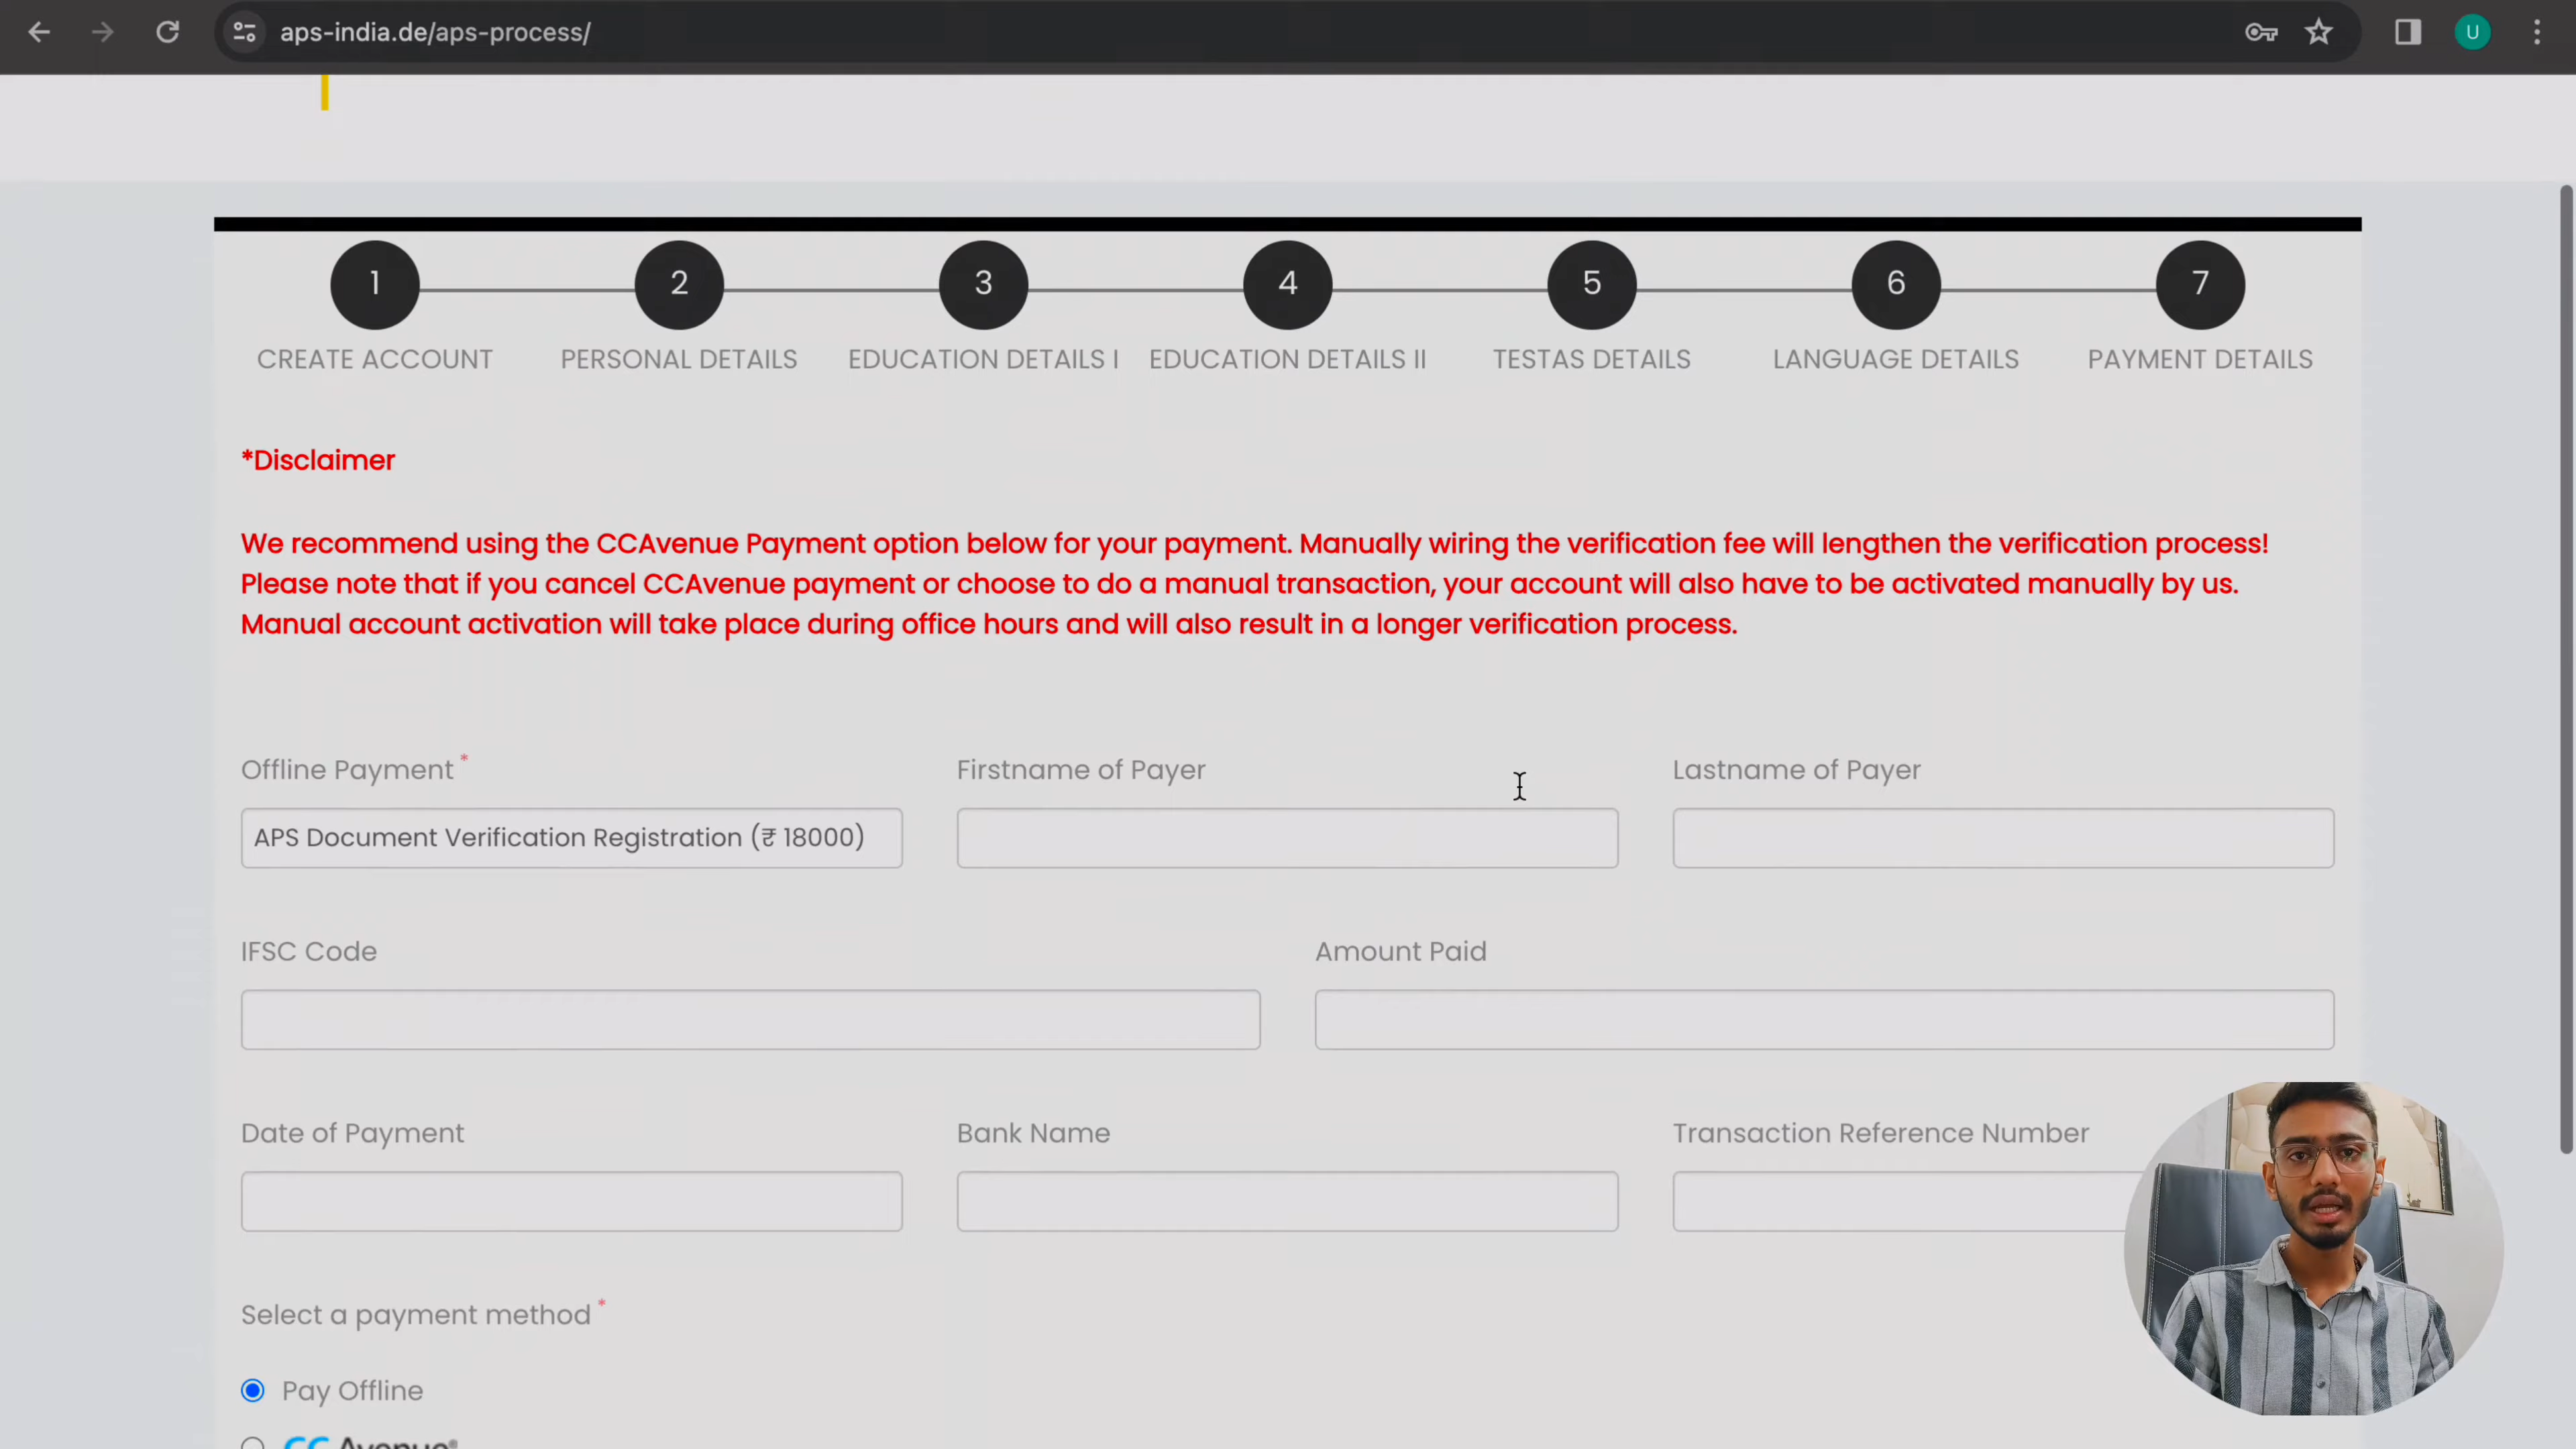 aps-india.de/aps-process/
U
1 2 3 4 5 6 7
CREATE ACCOUNT PERSONAL DETAILS EDUCATION DETAILS I EDUCATION DETAILS II TESTAS DETAILS LANGUAGE DETAILS PAYMENT DETAILS
*Disclaimer
We recommend using the CCAvenue Payment option below for your payment. Manually wiring the verification fee will lengthen the verification process!
Please note that if you cancel CCAvenue payment or choose to do a manual transaction, your account will also have to be activated manually by us.
Manual account activation will take place during office hours and will also result in a longer verification process.
Offline Payment * Firstname of Payer Lastname of Payer
APS Document Verification Registration (₹ 18000)
IFSC Code Amount Paid
Date of Payment Bank Name Transaction Reference Number
Select a payment method *
Pay Offline
CCAvenue